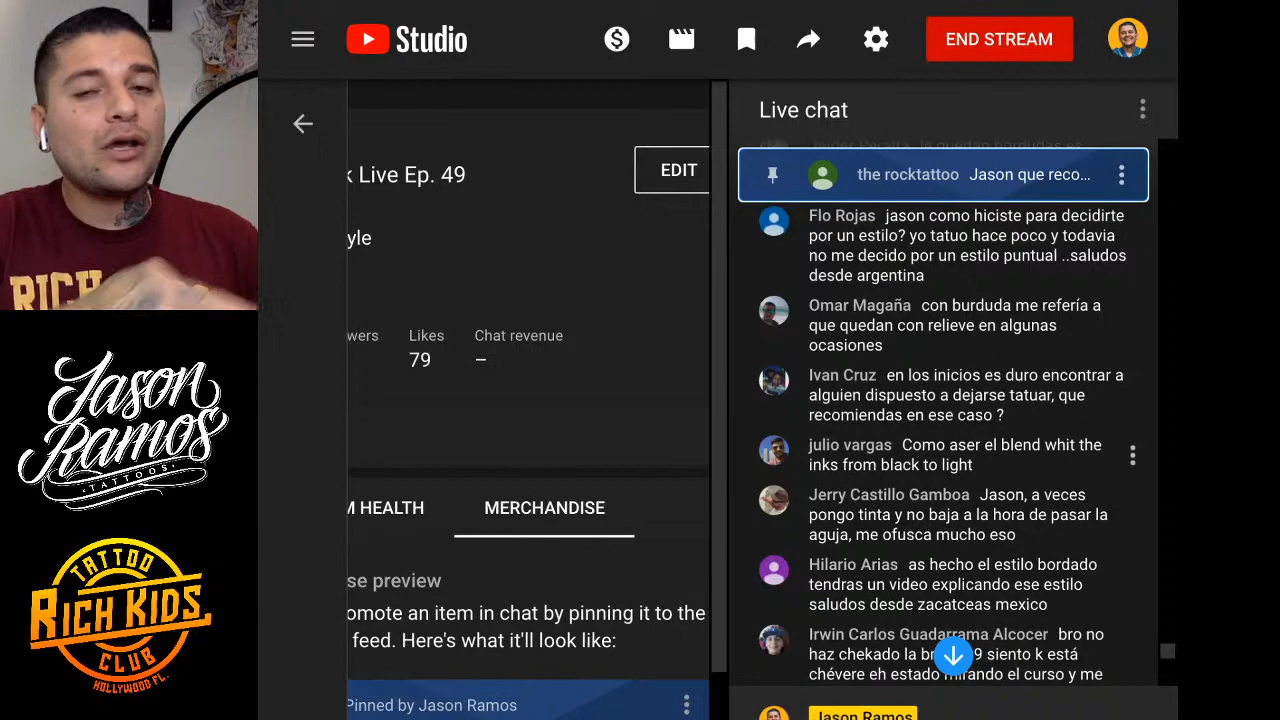 Studio
END STREAM
k Live Ep. 49
EDIT
yle
wers
Likes
Chat revenue
79
–
M HEALTH
MERCHANDISE
se preview
omote an item in chat by pinning it to the
feed. Here's what it'll look like:
Pinned by Jason Ramos
Live chat
the rocktattoo Jason que reco...
Flo Rojas jason como hiciste para decidirte
por un estilo? yo tatuo hace poco y todavia
no me decido por un estilo puntual ..saludos
desde argentina
Omar Magaña con burduda me refería a
que quedan con relieve en algunas
ocasiones
Ivan Cruz en los inicios es duro encontrar a
alguien dispuesto a dejarse tatuar, que
recomiendas en ese caso ?
julio vargas Como aser el blend whit the
inks from black to light
Jerry Castillo Gamboa Jason, a veces
pongo tinta y no baja a la hora de pasar la
aguja, me ofusca mucho eso
Hilario Arias as hecho el estilo bordado
tendras un video explicando ese estilo
saludos desde zacatceas mexico
Irwin Carlos Guadarrama Alcocer bro no
haz chekado la 9 siento k está
chévere eh estado mirando el curso y me
Jason Ramos
Jason
Ramos
TATTOOS
TATTOO
RICH KIDS
CLUB
HOLLYWOOD FL.